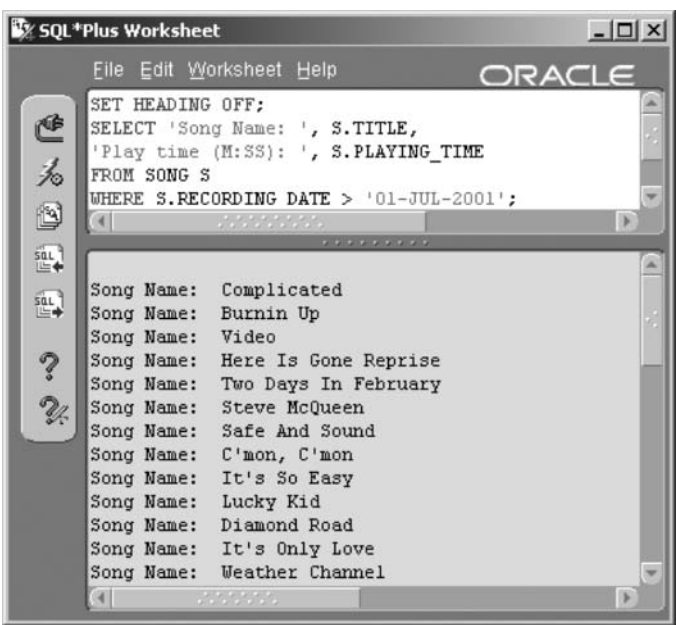 SQL*Plus Worksheet
File Edit Worksheet Help
ORACLE
SET HEADING OFF;
SELECT 'Song Name: ', S.TITLE,
'Play time (M:SS): ', S.PLAYING_TIME
FROM SONG S
WHERE S.RECORDING_DATE > '01-JUL-2001';
SQL
SQL
Song Name: Complicated
Song Name: Burnin Up
Song Name: Video
Song Name: Here Is Gone Reprise
Song Name: Two Days In February
Song Name: Steve McQueen
Song Name: Safe And Sound
Song Name: C'mon, C'mon
Song Name: It's So Easy
Song Name: Lucky Kid
Song Name: Diamond Road
Song Name: It's Only Love
Song Name: Weather Channel